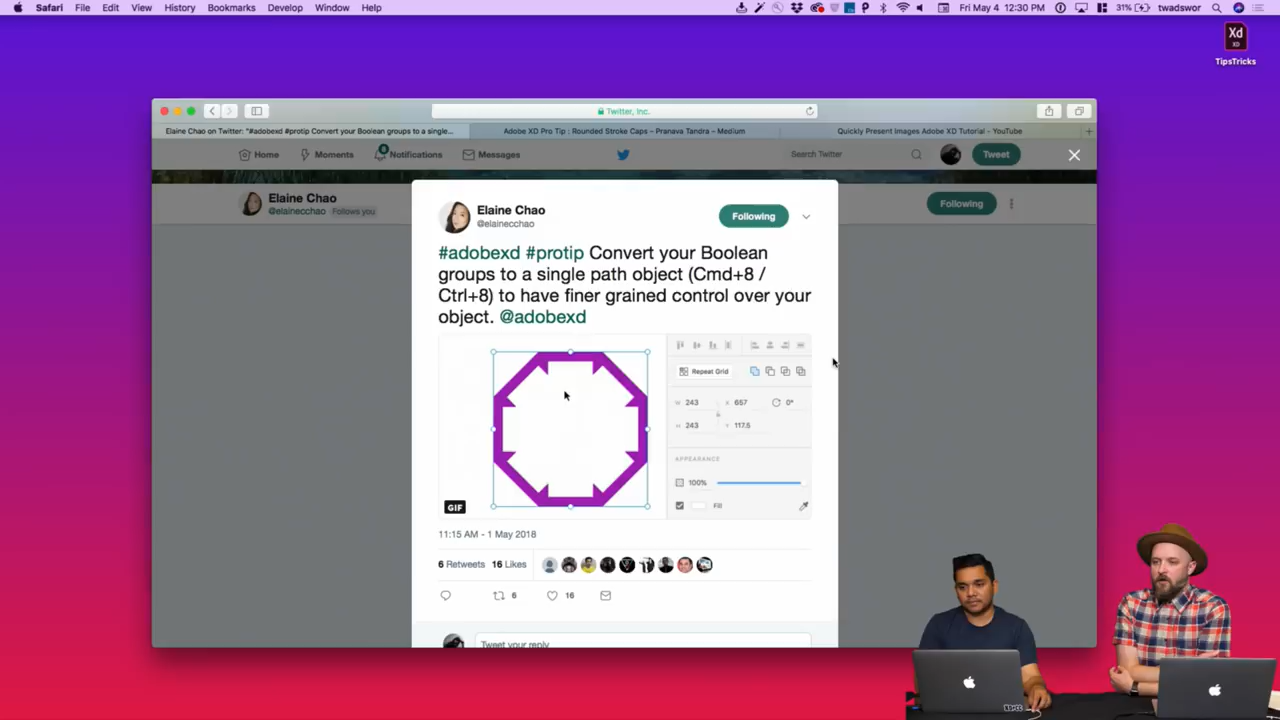 Safari File Edit View History Bookmarks Develop Window Help
31% Fri May 4 12:30 PM twadswor
Xd
XD
TipsTricks
Twitter, Inc.
Elaine Chao on Twitter: "#adobexd #protip Convert your Boolean groups to a single...
Adobe XD Pro Tip : Rounded Stroke Caps – Pranava Tandra – Medium
Quickly Present Images Adobe XD Tutorial - YouTube
Home Moments Notifications Messages
Search Twitter
Tweet
Elaine Chao
@elainecchao Follows you
Following
Elaine Chao
@elainecchao
Following
#adobexd #protip Convert your Boolean
groups to a single path object (Cmd+8 /
Ctrl+8) to have finer grained control over your
object. @adobexd
Repeat Grid
W 243 X 657 0°
H 243 Y 117.5
APPEARANCE
100%
Fill
GIF
11:15 AM - 1 May 2018
6 Retweets 16 Likes
6 16
Tweet your reply